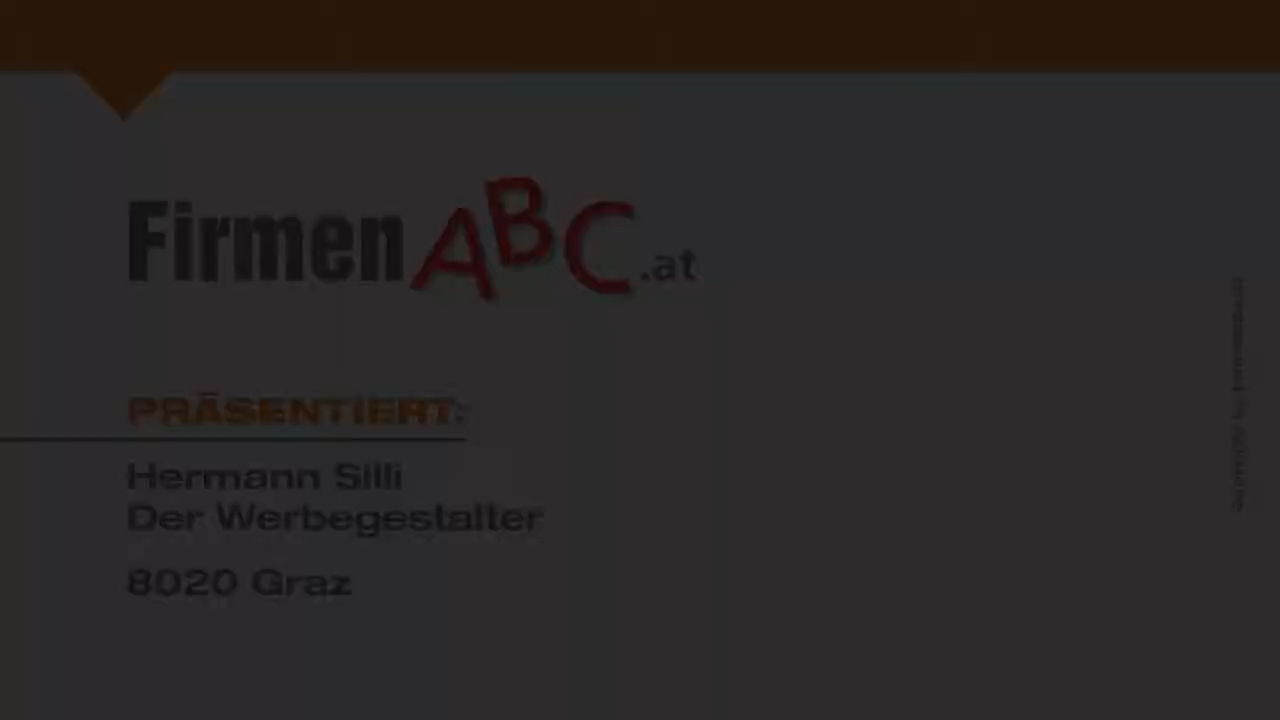 FirmenABC.at
PRÄSENTIERT:
Hermann Silli
Der Werbegestalter
8020 Graz